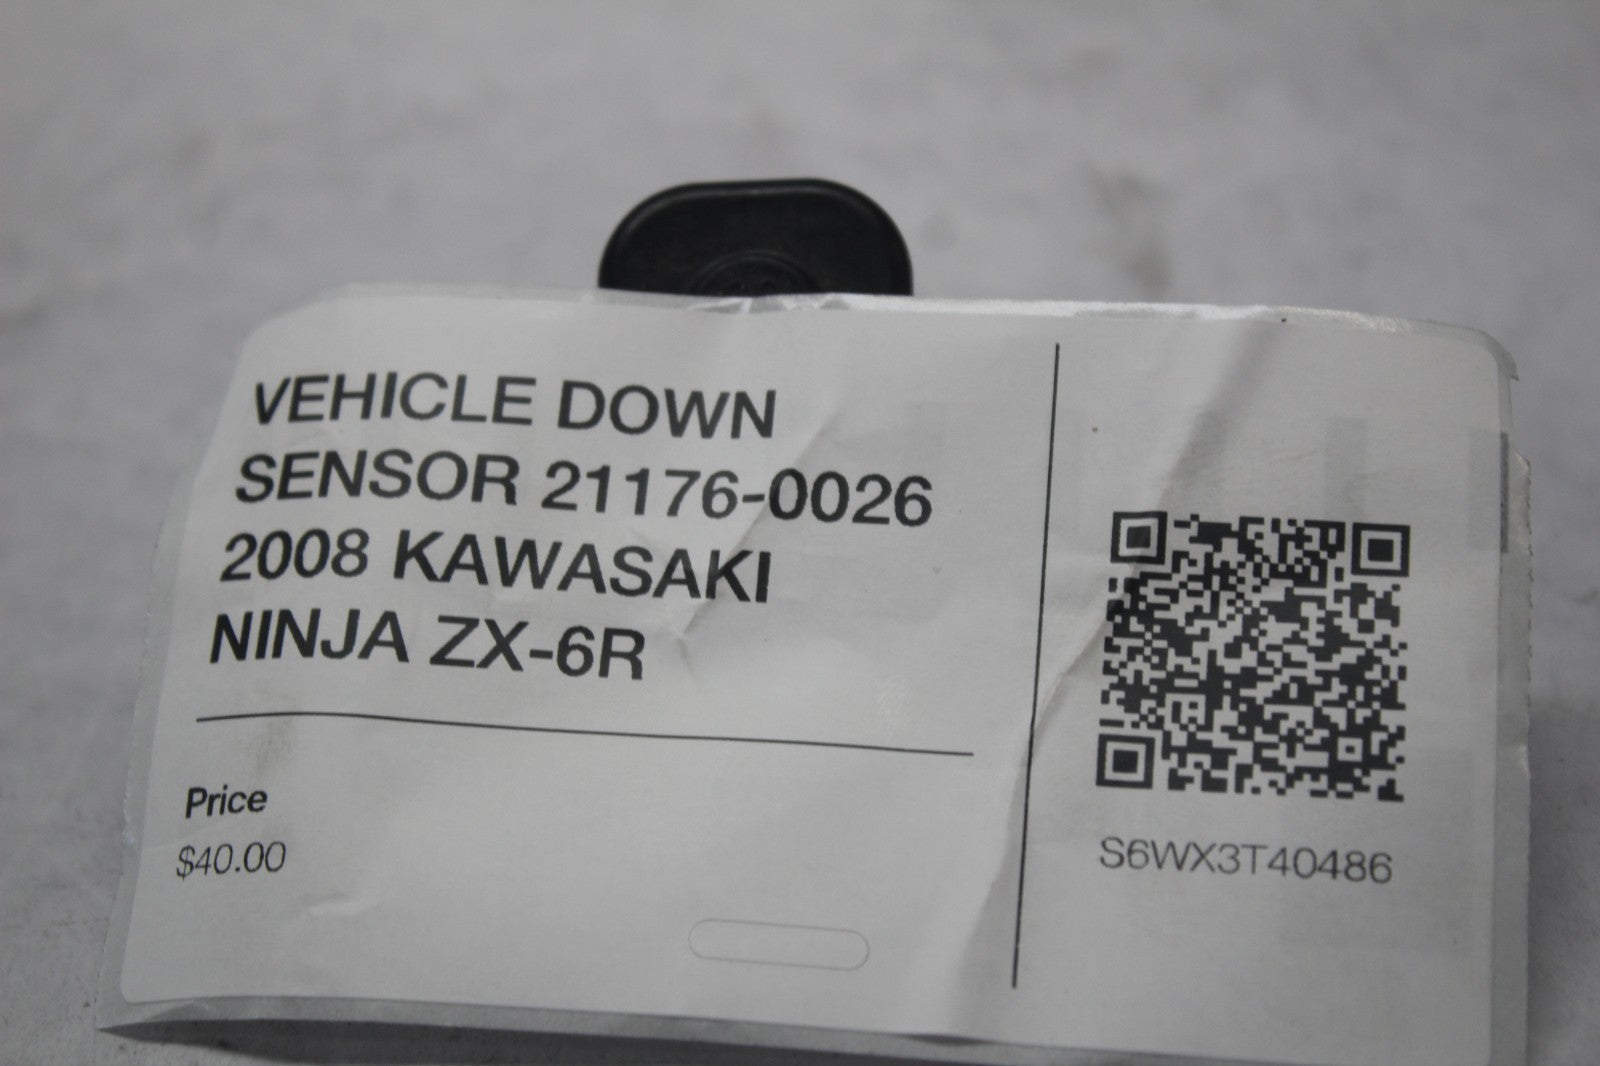 VEHICLE DOWN
SENSOR 21176-0026
2008 KAWASAKI
NINJA ZX-6R
Price
$40.00
S6WX3T40486